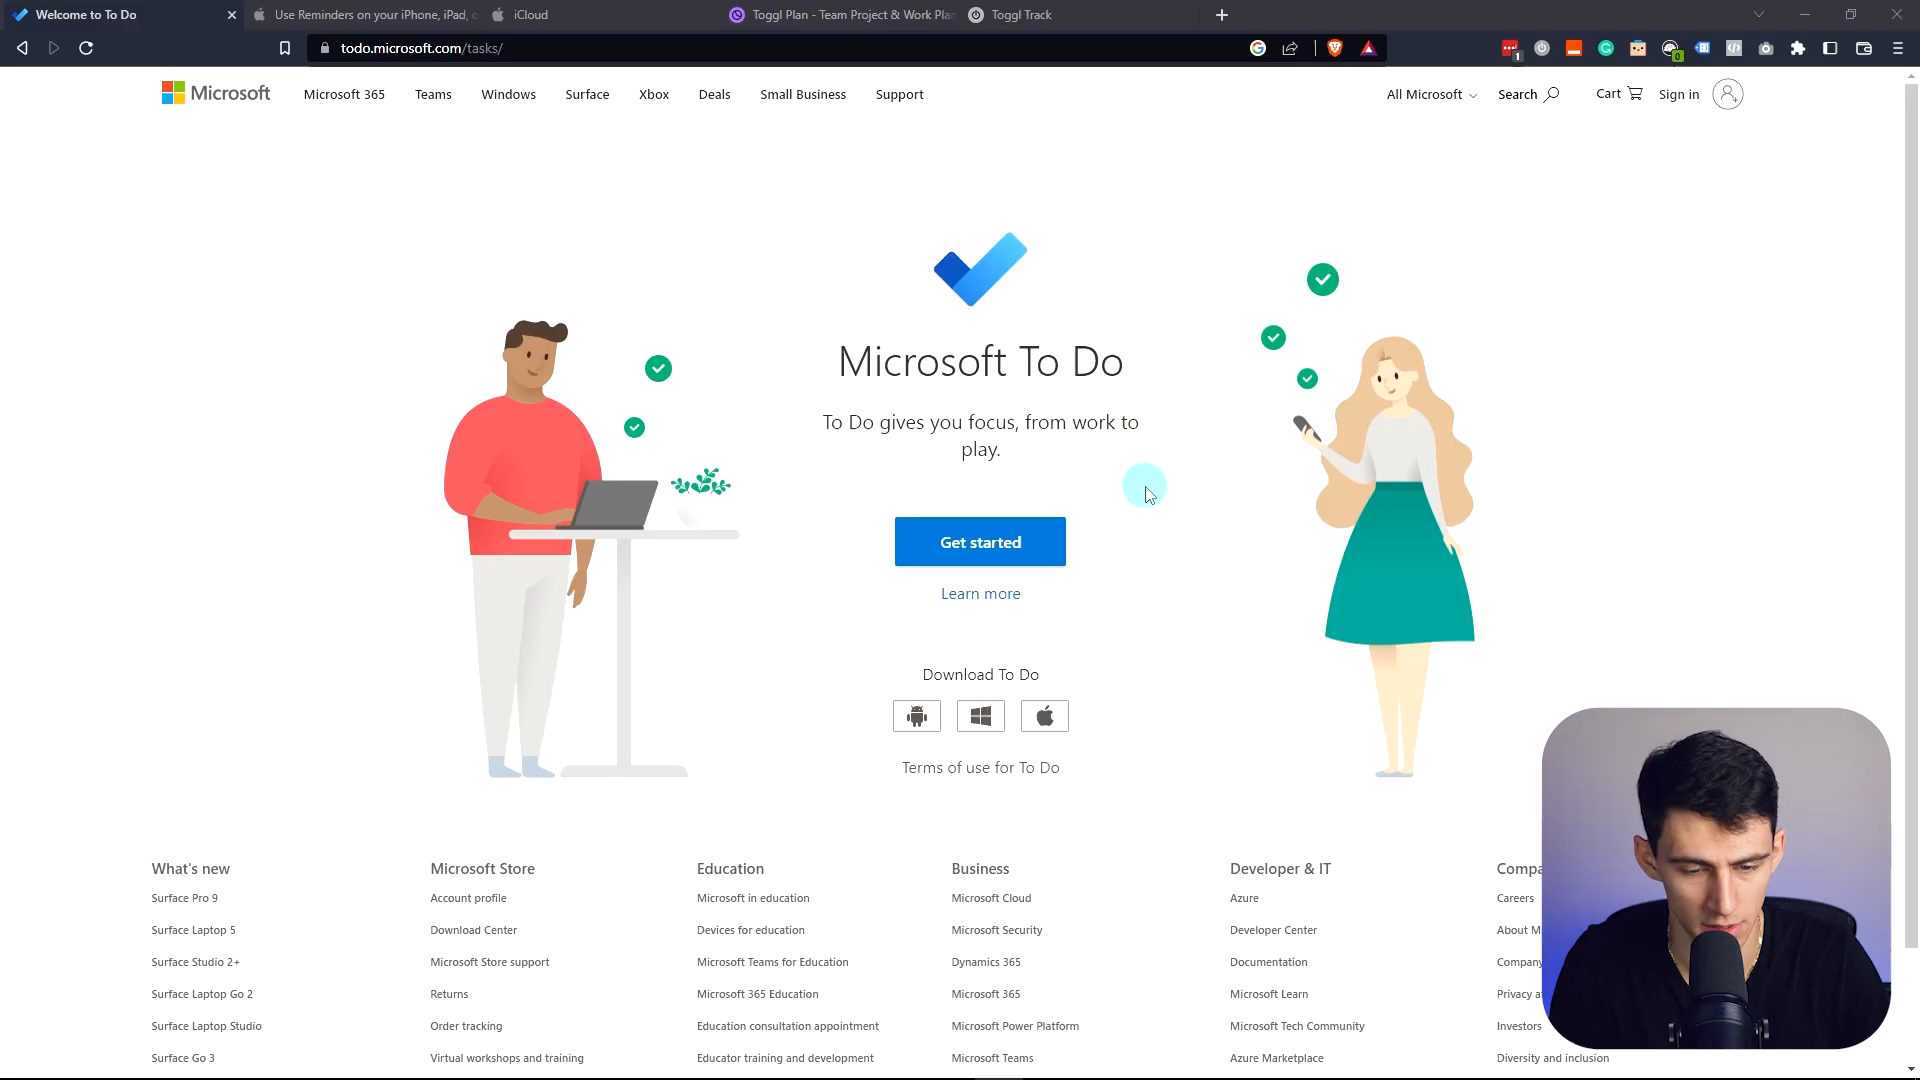 Welcome to To Do
Use Reminders on your iPhone, iPad, o
iCloud
Toggl Plan - Team Project & Work Plan
Toggl Track
todo.microsoft.com/tasks/
1
0
Microsoft
Microsoft 365
Teams
Windows
Surface
Xbox
Deals
Small Business
Support
All Microsoft
Search
Cart
Sign in
Microsoft To Do
To Do gives you focus, from work to
play.
Get started
Learn more
Download To Do
Terms of use for To Do
What's new
Surface Pro 9
Surface Laptop 5
Surface Studio 2+
Surface Laptop Go 2
Surface Laptop Studio
Surface Go 3
Microsoft Store
Account profile
Download Center
Microsoft Store support
Returns
Order tracking
Virtual workshops and training
Education
Microsoft in education
Devices for education
Microsoft Teams for Education
Microsoft 365 Education
Education consultation appointment
Educator training and development
Business
Microsoft Cloud
Microsoft Security
Dynamics 365
Microsoft 365
Microsoft Power Platform
Microsoft Teams
Developer & IT
Azure
Developer Center
Documentation
Microsoft Learn
Microsoft Tech Community
Azure Marketplace
Compa
Careers
About M
Company
Privacy a
Investors
Diversity and inclusion